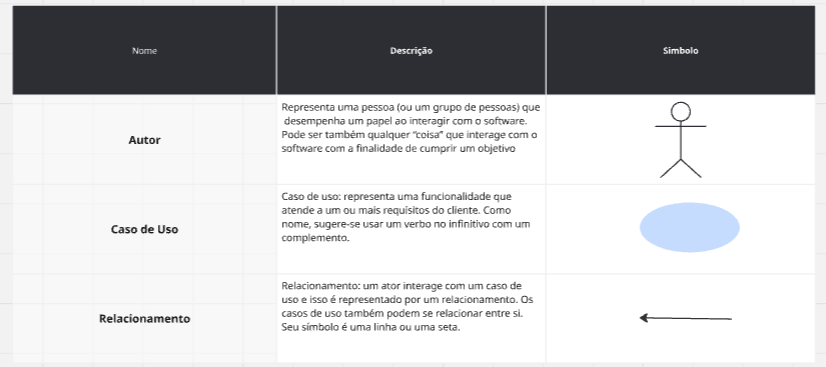 Nome
Descrição
Simbolo
Autor
Representa uma pessoa (ou um grupo de pessoas) que
desempenha um papel ao interagir com o software.
Pode ser também qualquer “coisa” que interage com o
software com a finalidade de cumprir um objetivo
Caso de Uso
Caso de uso: representa uma funcionalidade que
atende a um ou mais requisitos do cliente. Como
nome, sugere-se usar um verbo no infinitivo com um
complemento.
Relacionamento
Relacionamento: um ator interage com um caso de
uso e isso é representado por um relacionamento. Os
casos de uso também podem se relacionar entre si.
Seu símbolo é uma linha ou uma seta.